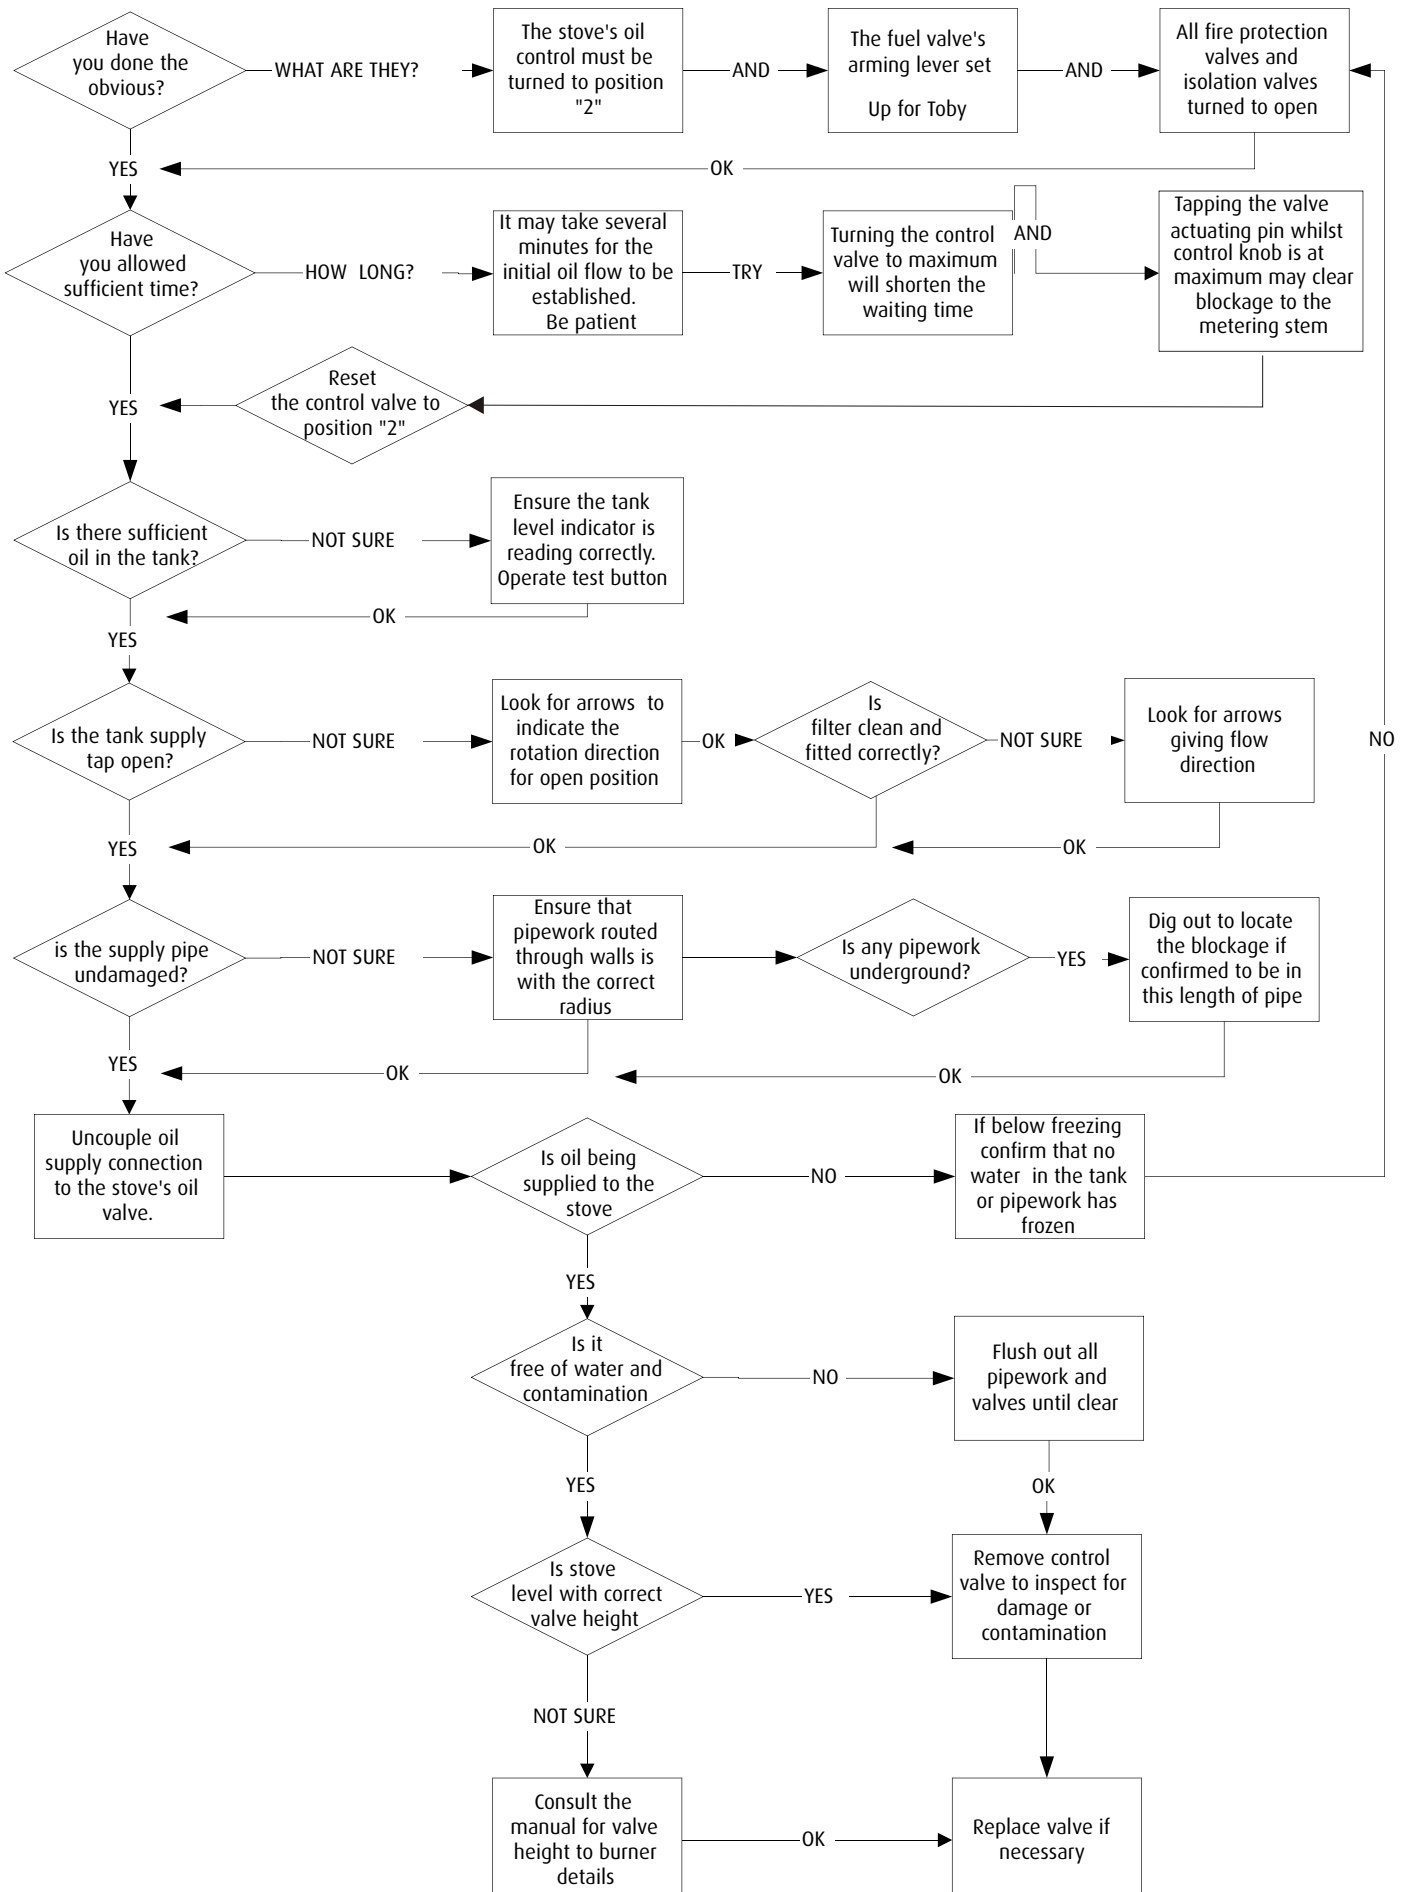 Have
you done the
obvious?
WHAT ARE THEY?
The stove's oil
control must be
turned to position
"2"
AND
The fuel valve's
arming lever set
Up for Toby
AND
All fire protection
valves and
isolation valves
turned to open
YES
OK
Have
you allowed
sufficient time?
HOW LONG?
It may take several
minutes for the
initial oil flow to be
established.
Be patient
TRY
Turning the control
valve to maximum
will shorten the
waiting time
AND
Tapping the valve
actuating pin whilst
control knob is at
maximum may clear
blockage to the
metering stem
YES
Reset
the control valve to
position "2"
Is there sufficient
oil in the tank?
NOT SURE
Ensure the tank
level indicator is
reading correctly.
Operate test button
OK
YES
Is the tank supply
tap open?
NOT SURE
Look for arrows to
indicate the
rotation direction
for open position
OK
Is
filter clean and
fitted correctly?
NOT SURE
Look for arrows
giving flow
direction
NO
YES
OK
OK
is the supply pipe
undamaged?
NOT SURE
Ensure that
pipework routed
through walls is
with the correct
radius
Is any pipework
underground?
YES
Dig out to locate
the blockage if
confirmed to be in
this length of pipe
YES
OK
OK
Uncouple oil
supply connection
to the stove's oil
valve.
Is oil being
supplied to the
stove
NO
If below freezing
confirm that no
water in the tank
or pipework has
frozen
YES
Is it
free of water and
contamination
NO
Flush out all
pipework and
valves until clear
YES
OK
Is stove
level with correct
valve height
YES
Remove control
valve to inspect for
damage or
contamination
NOT SURE
Consult the
manual for valve
height to burner
details
OK
Replace valve if
necessary